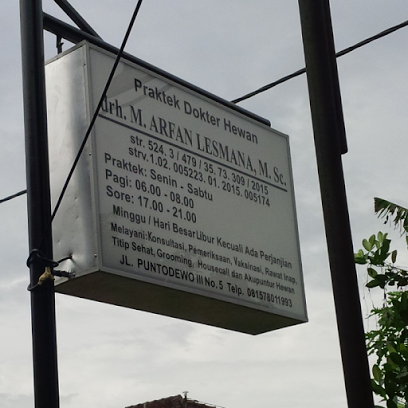 Praktek Dokter Hewan
drh. M. ARFAN LESMANA, M. Sc.
str. 524. 3 / 479 / 35. 73. 309 / 2015
strv.1.02. 005223. 01. 2015. 005174
Praktek: Senin - Sabtu
Pagi: 06.00 - 08.00
Sore: 17.00 - 21.00
Minggu / Hari Besar Libur Kecuali Ada Perjanjian
Melayani:Konsultasi, Pemeriksaan, Vaksinasi, Rawat Inap,
Titip Sehat, Grooming, Housecall dan Akupuntur Hewan
JL. PUNTODEWO III No. 5 Telp. 081578011993